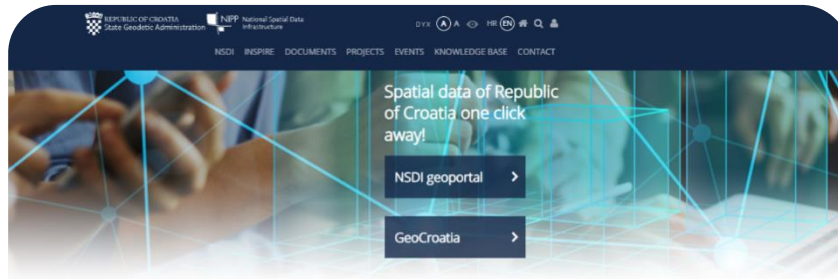 REPUBLIC OF CROATIA
State Geodetic Administration
NIPP National Spatial Data
Infrastructure
DYX A A HR EN
NSDI INSPIRE DOCUMENTS PROJECTS EVENTS KNOWLEDGE BASE CONTACT
Spatial data of Republic
of Croatia one click
away!
NSDI geoportal
GeoCroatia